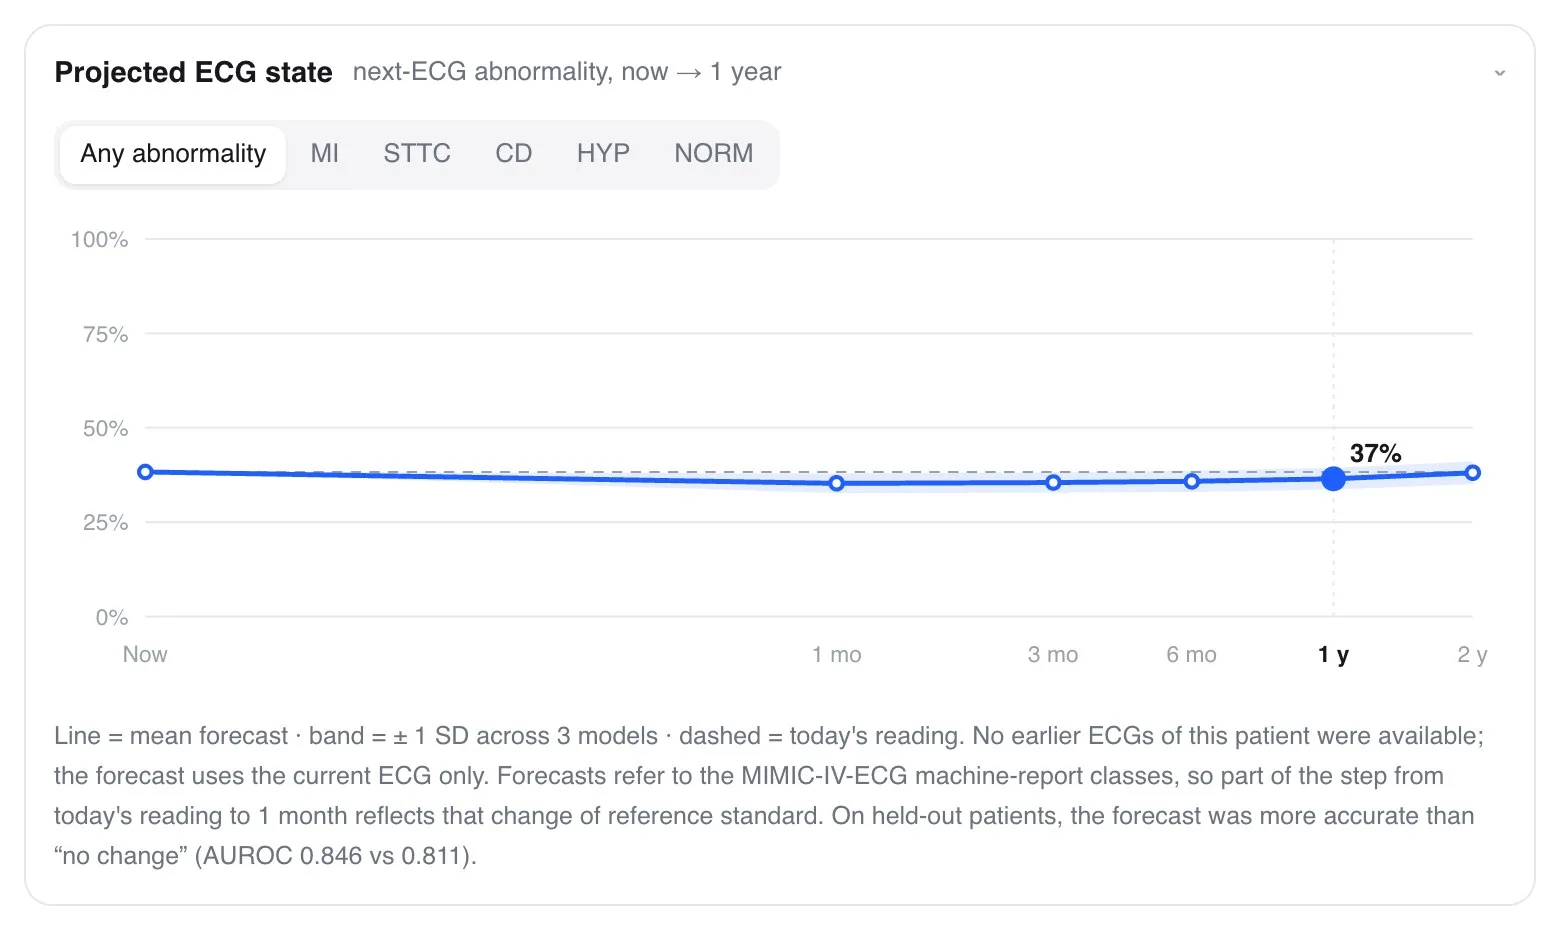 Projected ECG state next-ECG abnormality, now → 1 year
Any abnormality MI STTC CD HYP NORM
100%
75%
50%
37%
25%
0%
Now 1 mo 3 mo 6 mo 1 y 2 y
Line = mean forecast · band = ± 1 SD across 3 models · dashed = today's reading. No earlier ECGs of this patient were available;
the forecast uses the current ECG only. Forecasts refer to the MIMIC-IV-ECG machine-report classes, so part of the step from
today's reading to 1 month reflects that change of reference standard. On held-out patients, the forecast was more accurate than
“no change” (AUROC 0.846 vs 0.811).